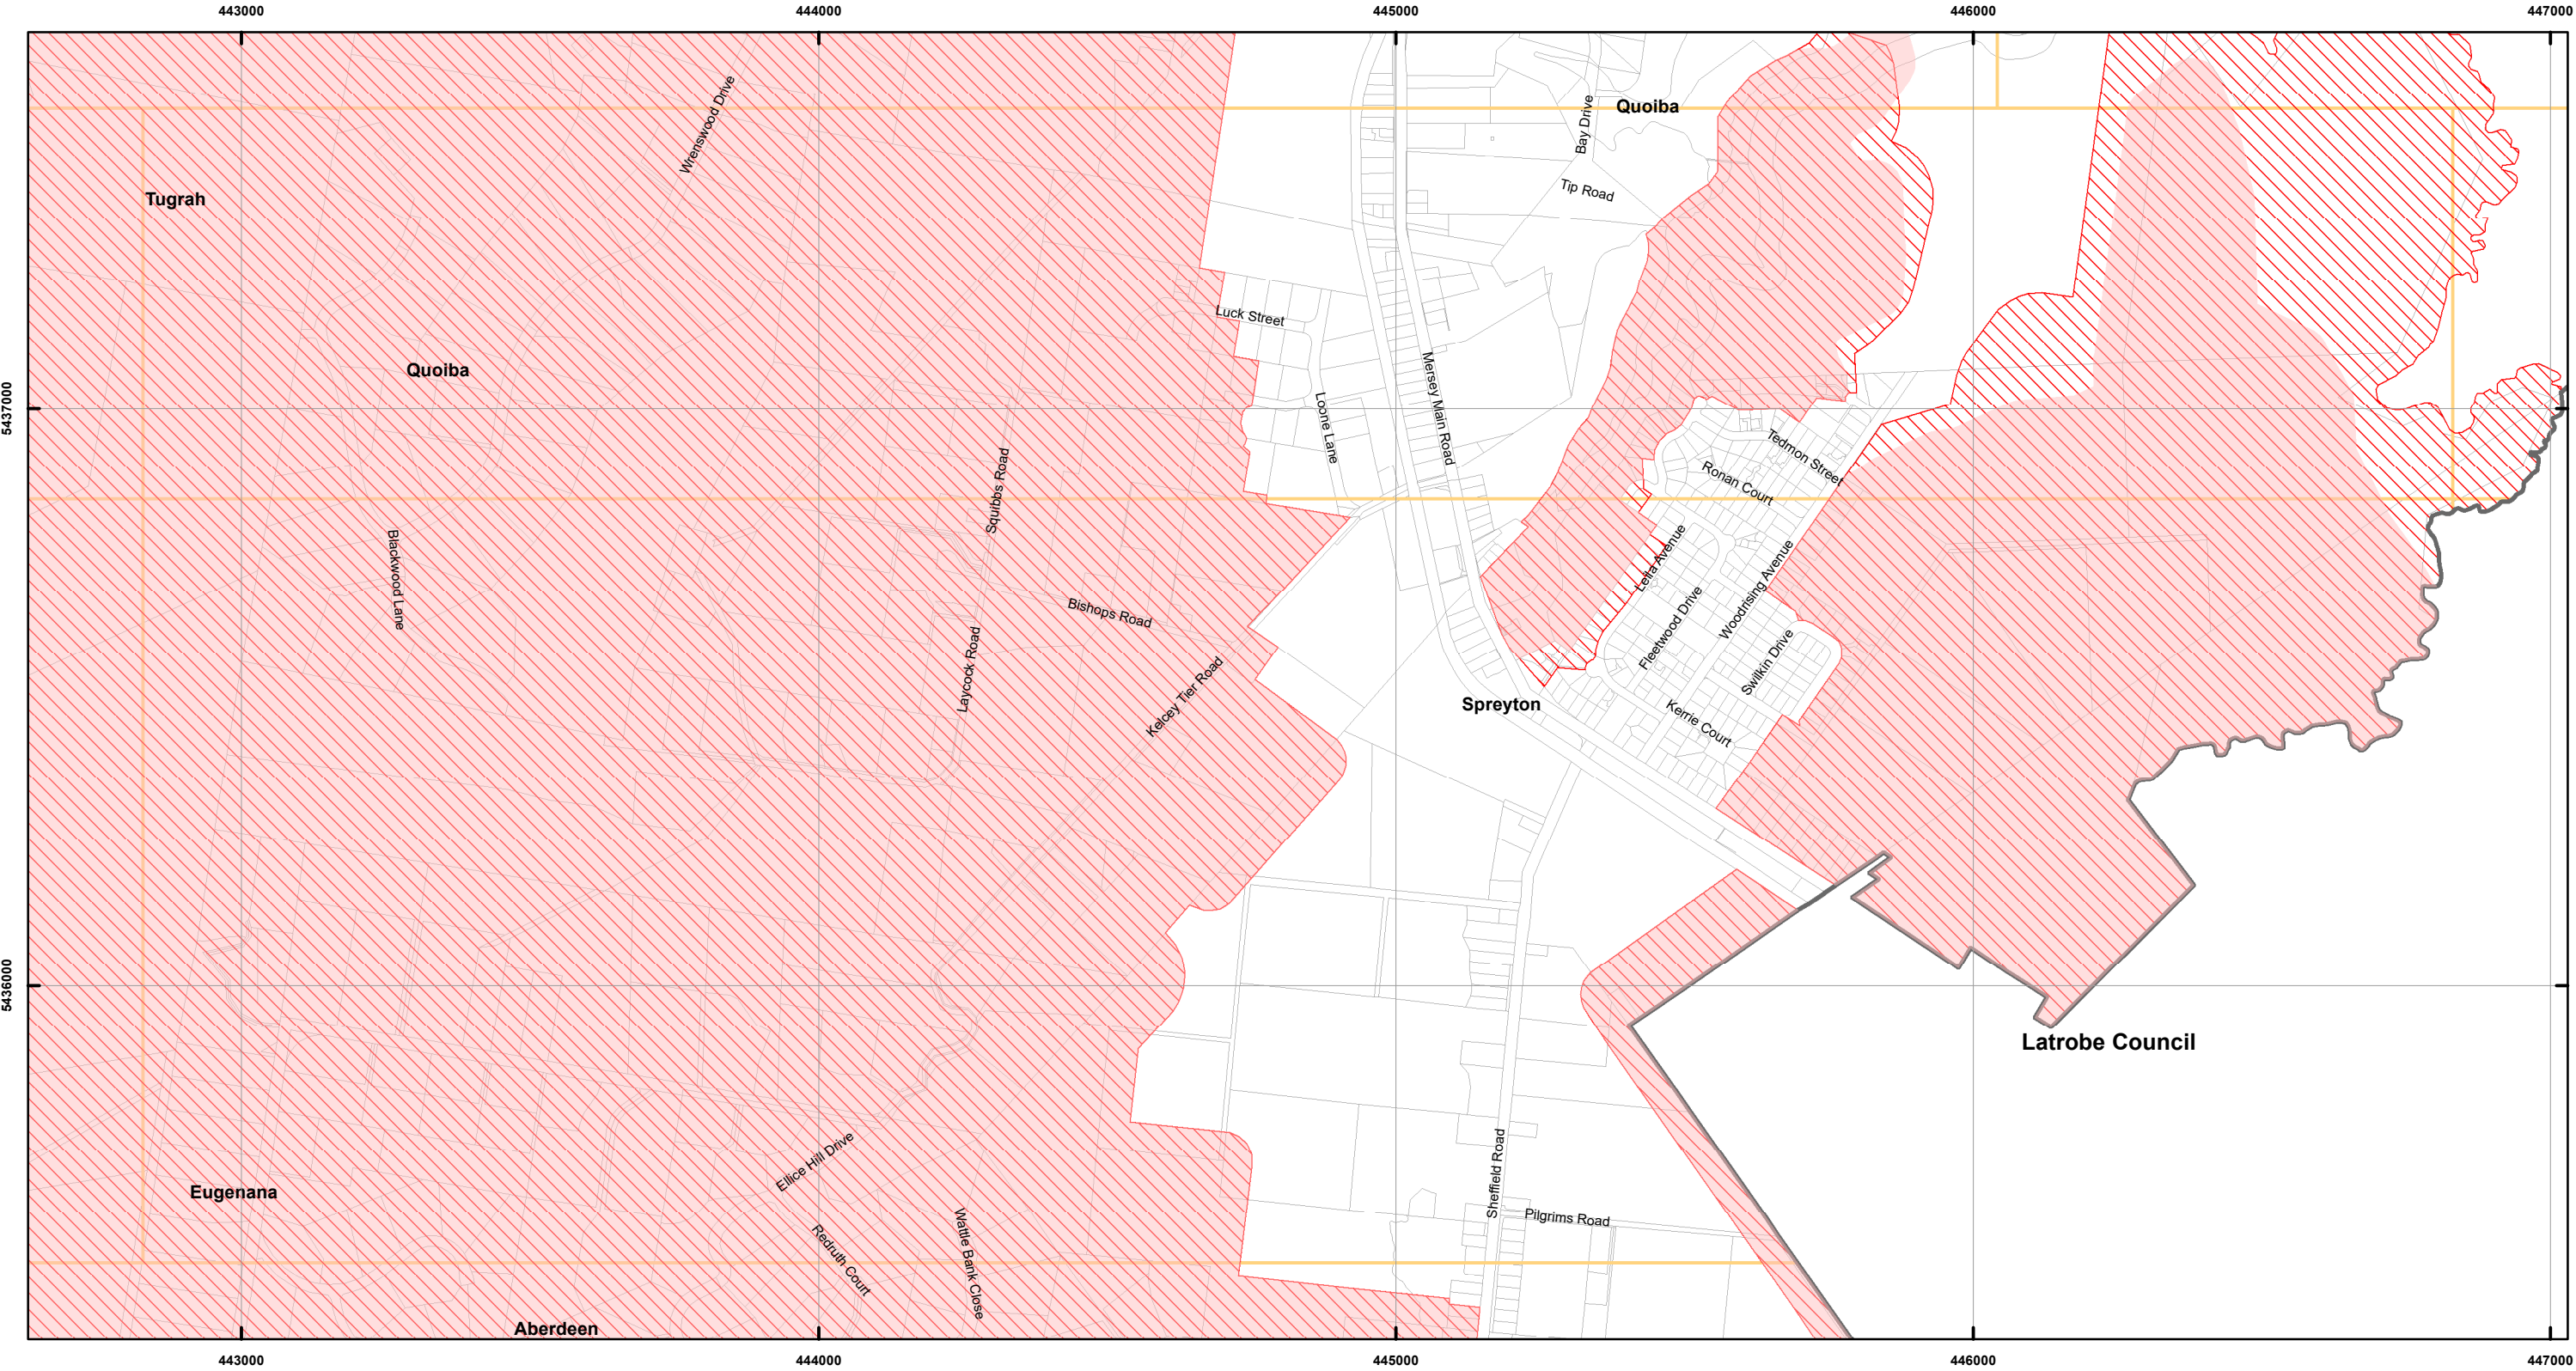 443000 444000 445000 446000 447000
Wrenswood Drive
Bay Drive
Quoiba
Tugrah
Tip Road
Luck Street
Quoiba
Mersey Main Road
5437000
Loone Lane
Tedmon Street
Ronan Court
Squibbs Road
Blackwood Lane
Leila Avenue
Woodrising Avenue
Bishops Road
Fleetwood Drive
Laycock Road
Swilkin Drive
Kelcey Tier Road
Spreyton
Kerrie Court
5436000
Latrobe Council
Ellice Hill Drive
Sheffield Road
Eugenana
Pilgrims Road
Wattle Bank Close
Redruth Court
Aberdeen
443000 444000 445000 446000 447000